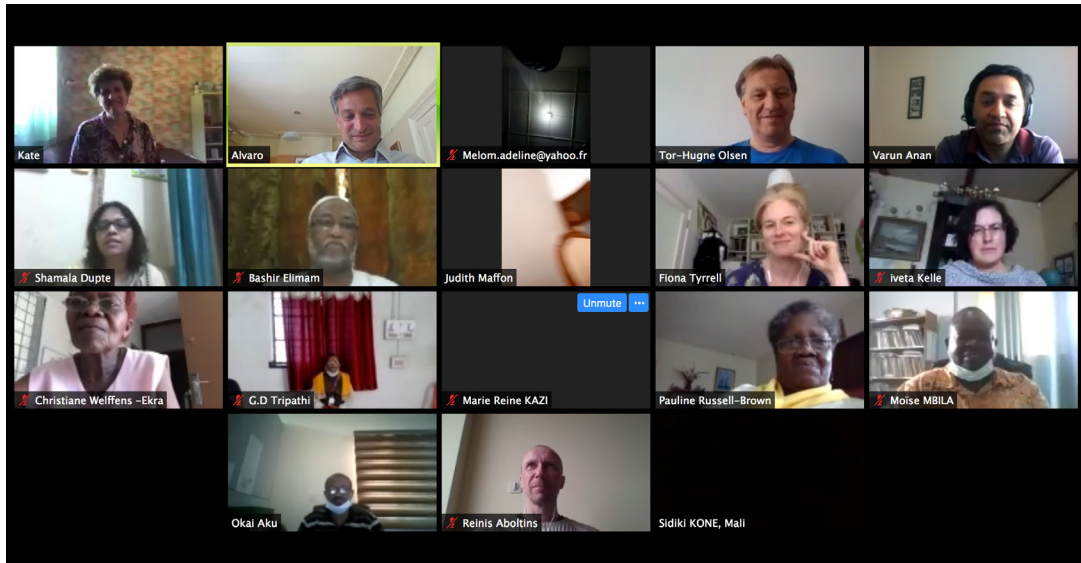 Kate
Alvaro
Melom.adeline@yahoo.fr
Tor-Hugne Olsen
Varun Anan
Shamala Dupte
Bashir Elimam
Judith Maffon
Fiona Tyrrell
iveta Kelle
Unmute
Christiane Welffens -Ekra
G.D Tripathi
Marie Reine KAZI
Pauline Russell-Brown
Moïse MBILA
Okai Aku
Reinis Aboltins
Sidiki KONE, Mali